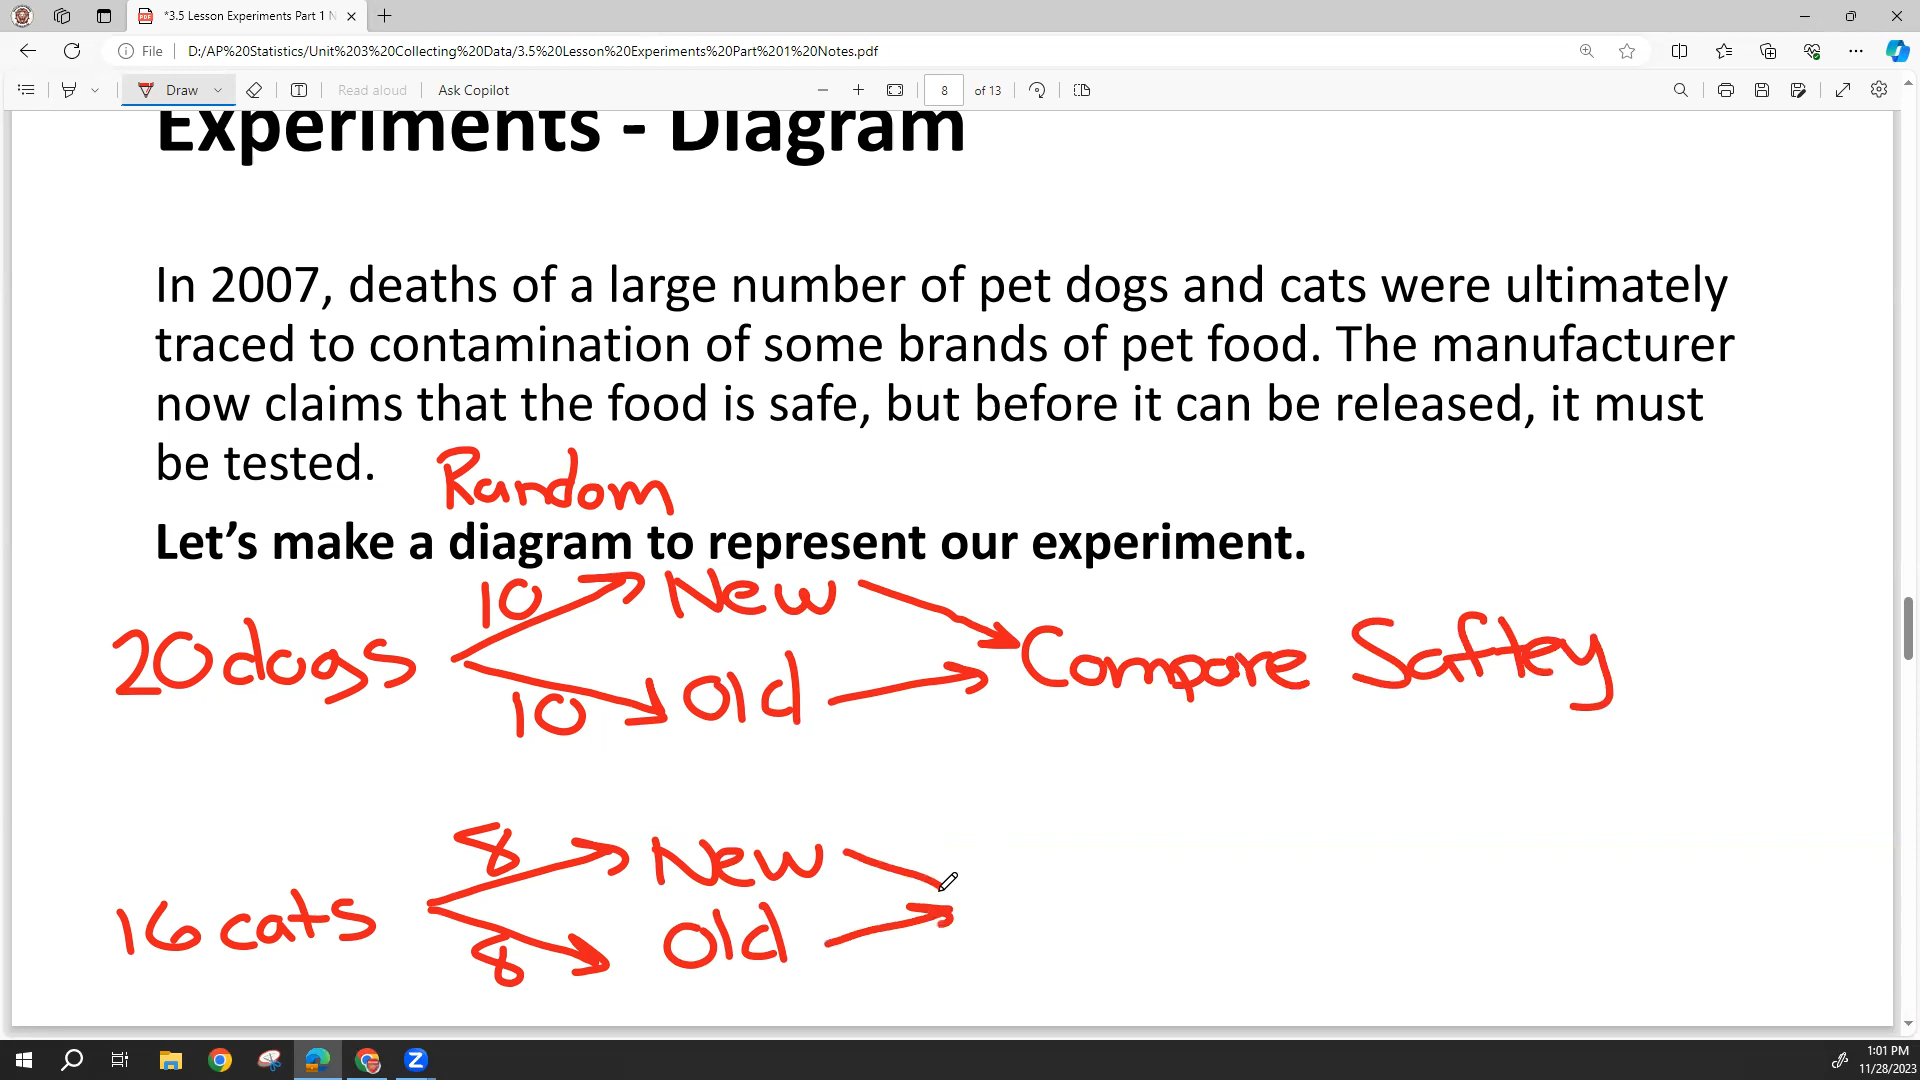 *3.5 Lesson Experiments Part 1 N
File D:/AP%20Statistics/Unit%203%20Collecting%20Data/3.5%20Lesson%20Experiments%20Part%201%20Notes.pdf
Draw Read aloud Ask Copilot 8 of 13
Experiments - Diagram
In 2007, deaths of a large number of pet dogs and cats were ultimately
traced to contamination of some brands of pet food. The manufacturer
now claims that the food is safe, but before it can be released, it must
be tested.
Random
Let's make a diagram to represent our experiment.
10 New
20 dogs Compare Saftey
10 Old
8 New
16 cats
8 Old
1:01 PM
11/28/2023